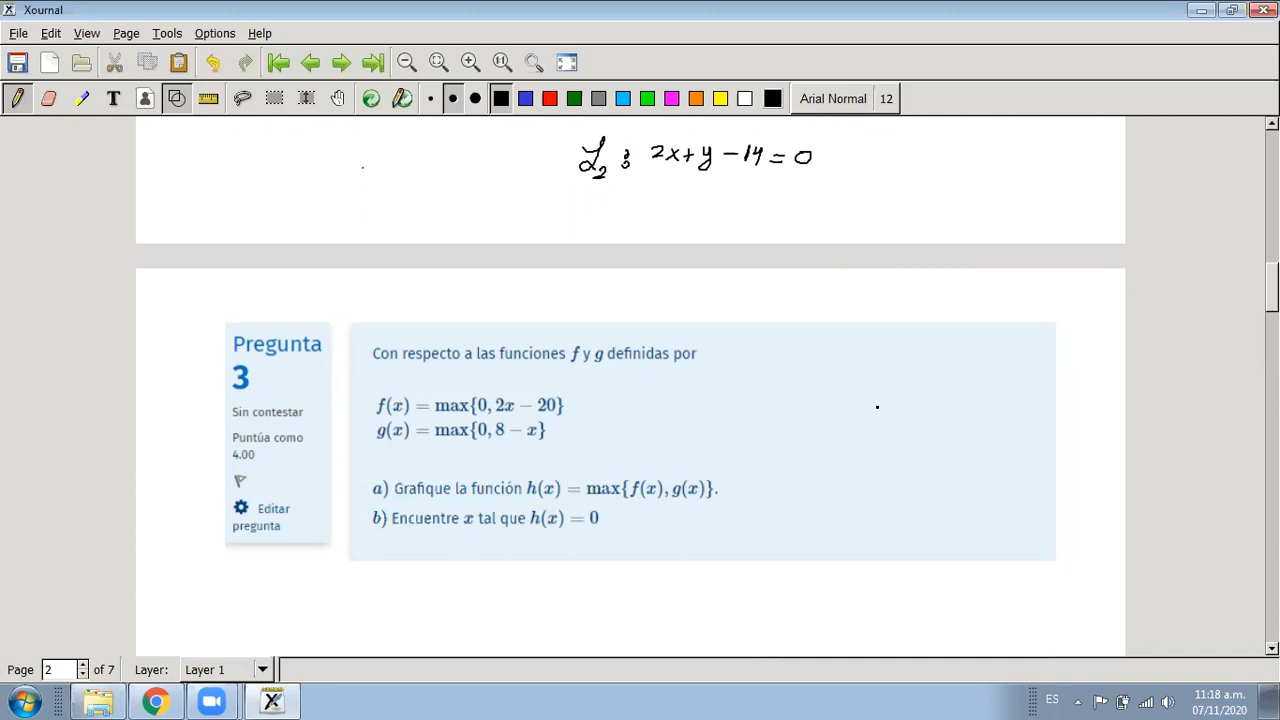 Xournal
File Edit View Page Tools Options Help
Arial Normal 12
ℒ₂ : 2x+y−14=0
Pregunta
3
Sin contestar
Puntúa como
4.00
Editar
pregunta
Con respecto a las funciones f y g definidas por
f(x) = max{0, 2x − 20}
g(x) = max{0, 8 − x}
a) Grafique la función h(x) = max{f(x), g(x)}.
b) Encuentre x tal que h(x) = 0
Page 2 of 7 Layer: Layer 1
ES 11:18 a.m.
07/11/2020